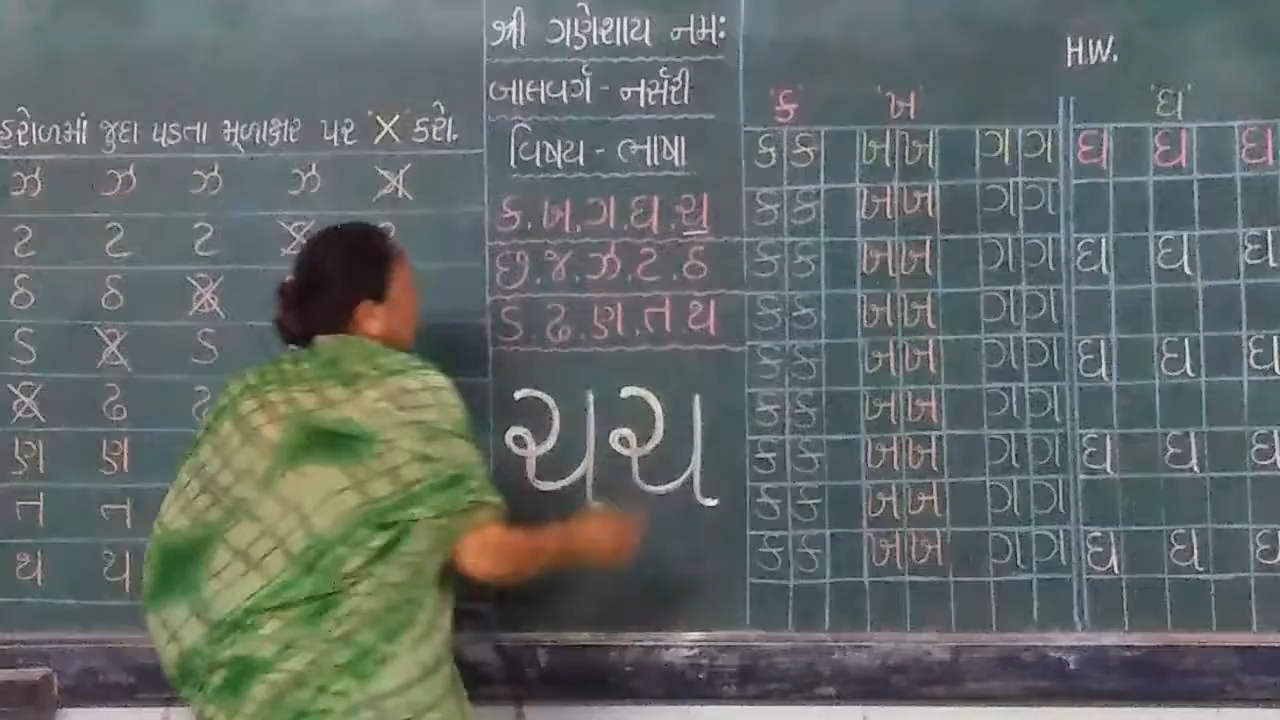 હરોળમાં જુદા પડતા મૂળાક્ષર પર 'X' કરો.
ઝ ઝ ઝ ઝ
ટ ટ ટ
ઠ ઠ
ડ ડ
ઢ
ણ ણ
ત ત
થ થ
શ્રી ગણેશાય નમઃ
બાલવર્ગ - નર્સરી
વિષય - ભાષા
ક.ખ.ગ.ઘ.ચ
છ.જ.ઝ.ટ.ઠ
ડ.ઢ.ણ.ત.થ
ચ ચ
H.W.
'ક' 'ખ' 'ઘ'
ક ક ખ ખ ગ ગ ઘ ઘ ઘ
ક ક ખ ખ ગ ગ
ક ક ખ ખ ગ ગ ઘ ઘ ઘ
ક ક ખ ખ ગ ગ
ક ક ખ ખ ગ ગ ઘ ઘ ઘ
ક ક ખ ખ ગ ગ
ક ક ખ ખ ગ ગ ઘ ઘ ઘ
ક ક ખ ખ ગ ગ
ક ક ખ ખ ગ ગ ઘ ઘ ઘ